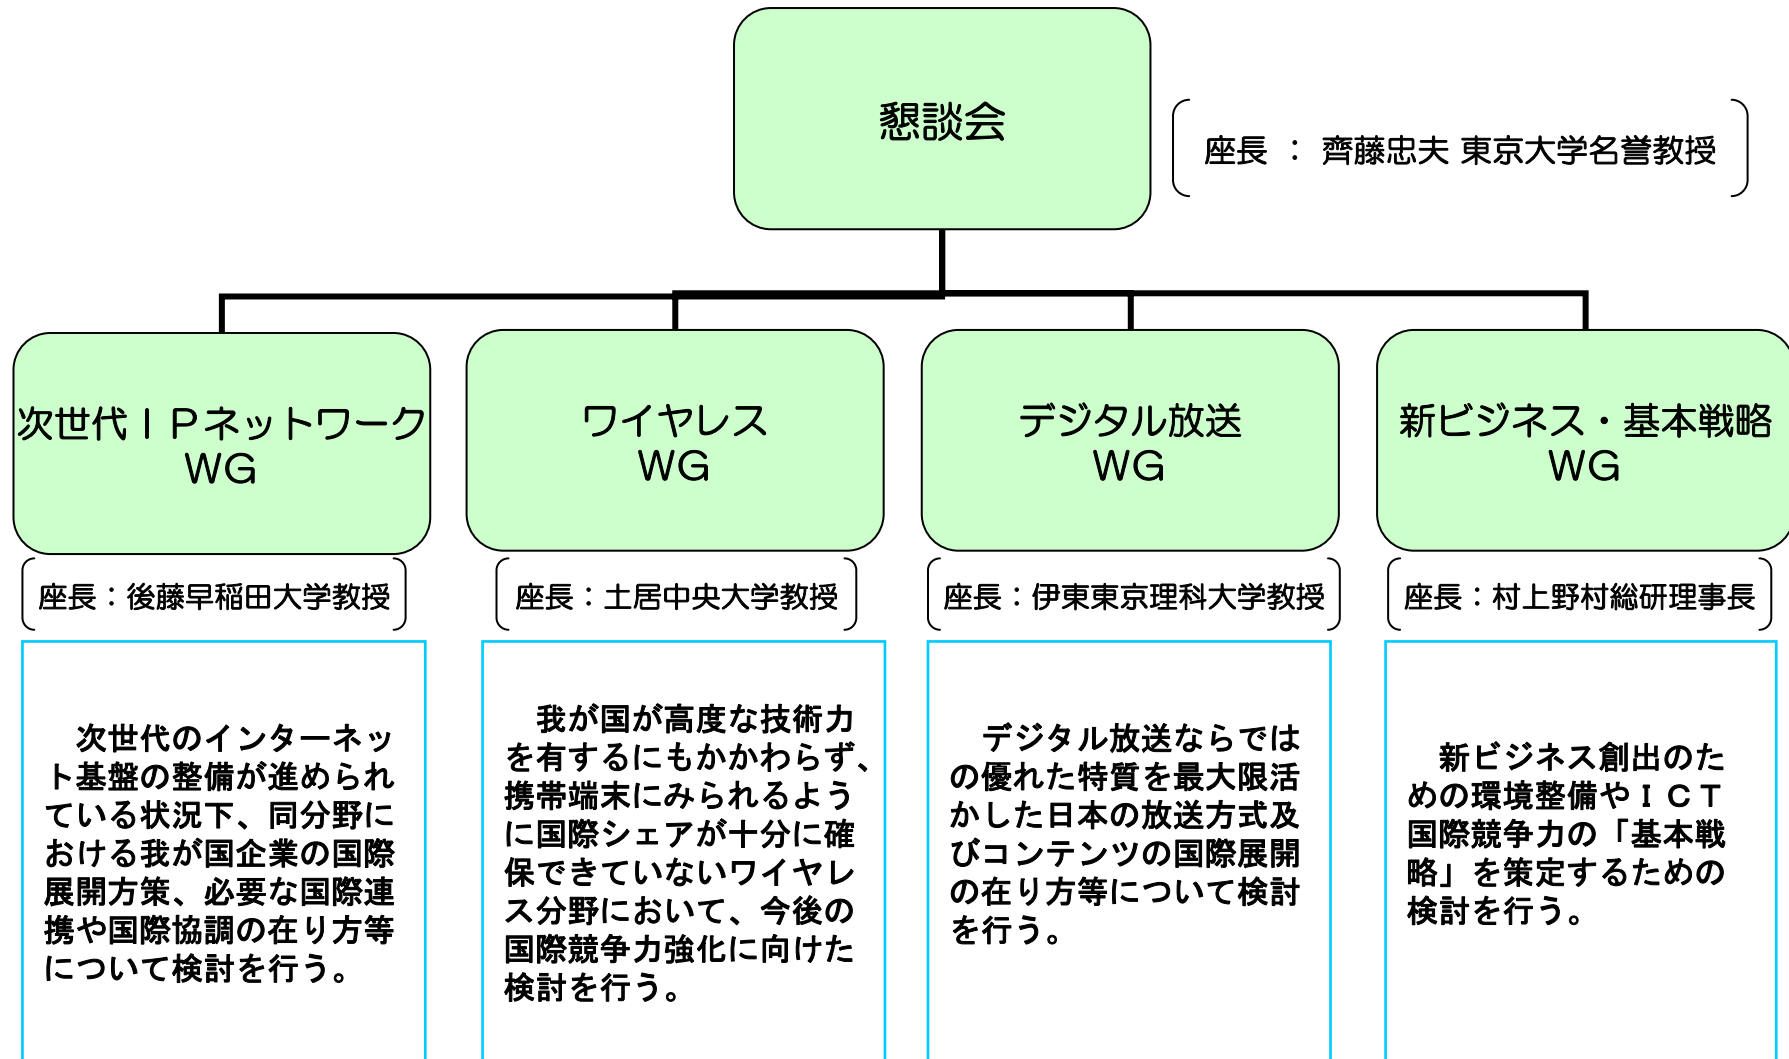 懇談会
座長 ： 齊藤忠夫 東京大学名誉教授
次世代ＩＰネットワーク
WG
座長：後藤早稲田大学教授
次世代のインターネッ
ト基盤の整備が進められ
ている状況下、同分野に
おける我が国企業の国際
展開方策、必要な国際連
携や国際協調の在り方等
について検討を行う。
ワイヤレス
WG
座長：土居中央大学教授
我が国が高度な技術力
を有するにもかかわらず、
携帯端末にみられるよう
に国際シェアが十分に確
保できていないワイヤレ
ス分野において、今後の
国際競争力強化に向けた
検討を行う。
デジタル放送
WG
座長：伊東東京理科大学教授
デジタル放送ならでは
の優れた特質を最大限活
かした日本の放送方式及
びコンテンツの国際展開
の在り方等について検討
を行う。
新ビジネス・基本戦略
WG
座長：村上野村総研理事長
新ビジネス創出のた
めの環境整備やＩＣＴ
国際競争力の「基本戦
略」を策定するための
検討を行う。